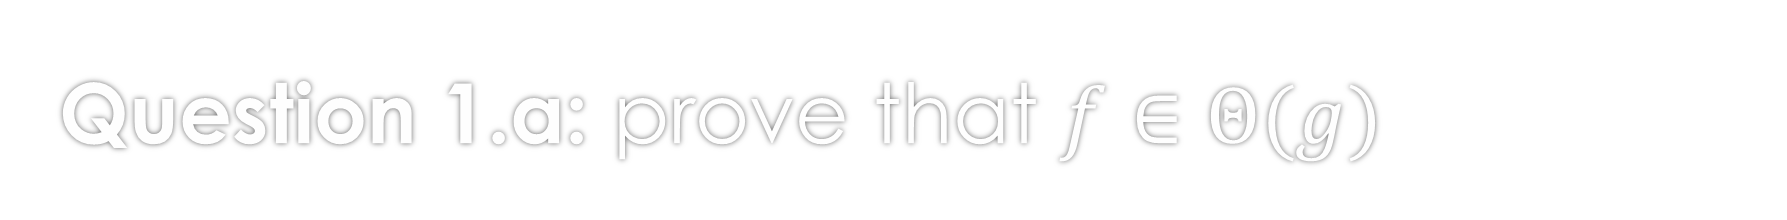 Question 1.a: prove that 𝑓 ∈ Θ(𝑔)